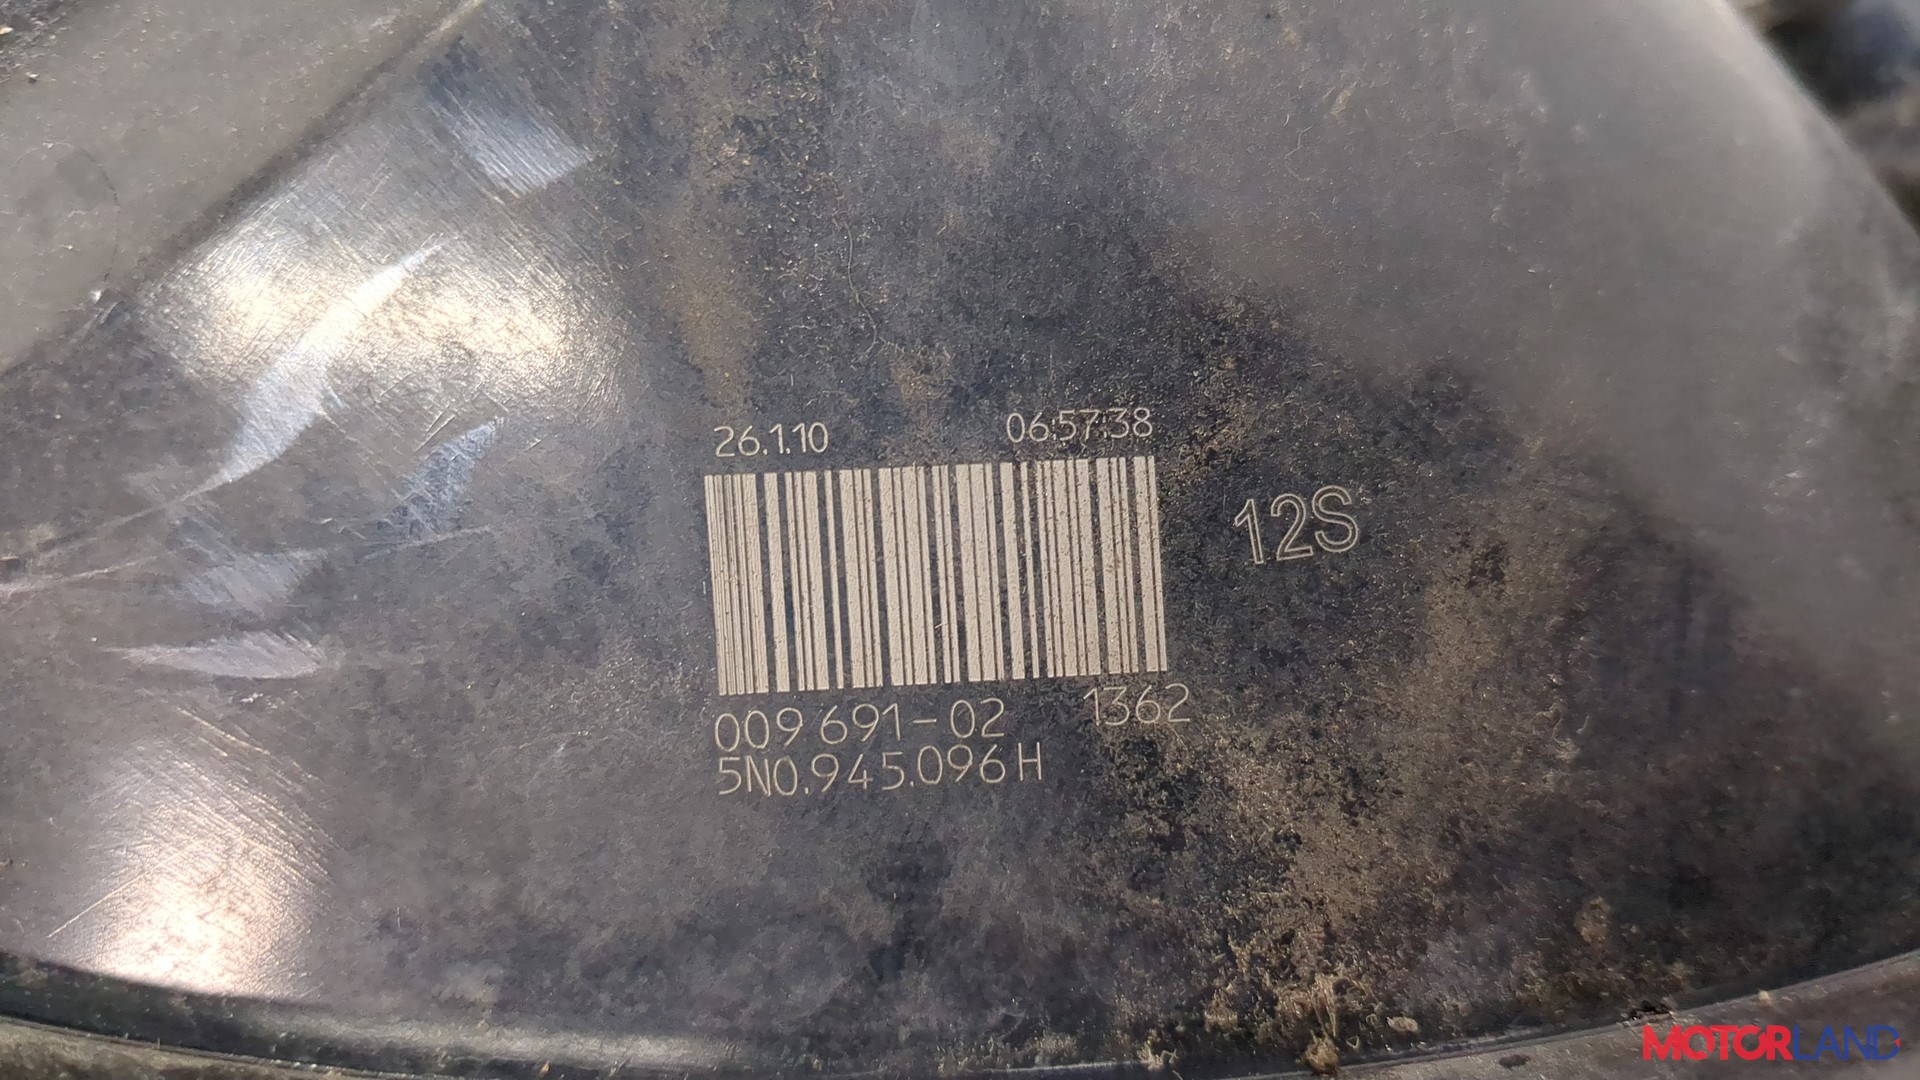 26.1.10 06:57:38
12S
009 691-02 1362
5N0.945.096 H
MOTORLAND